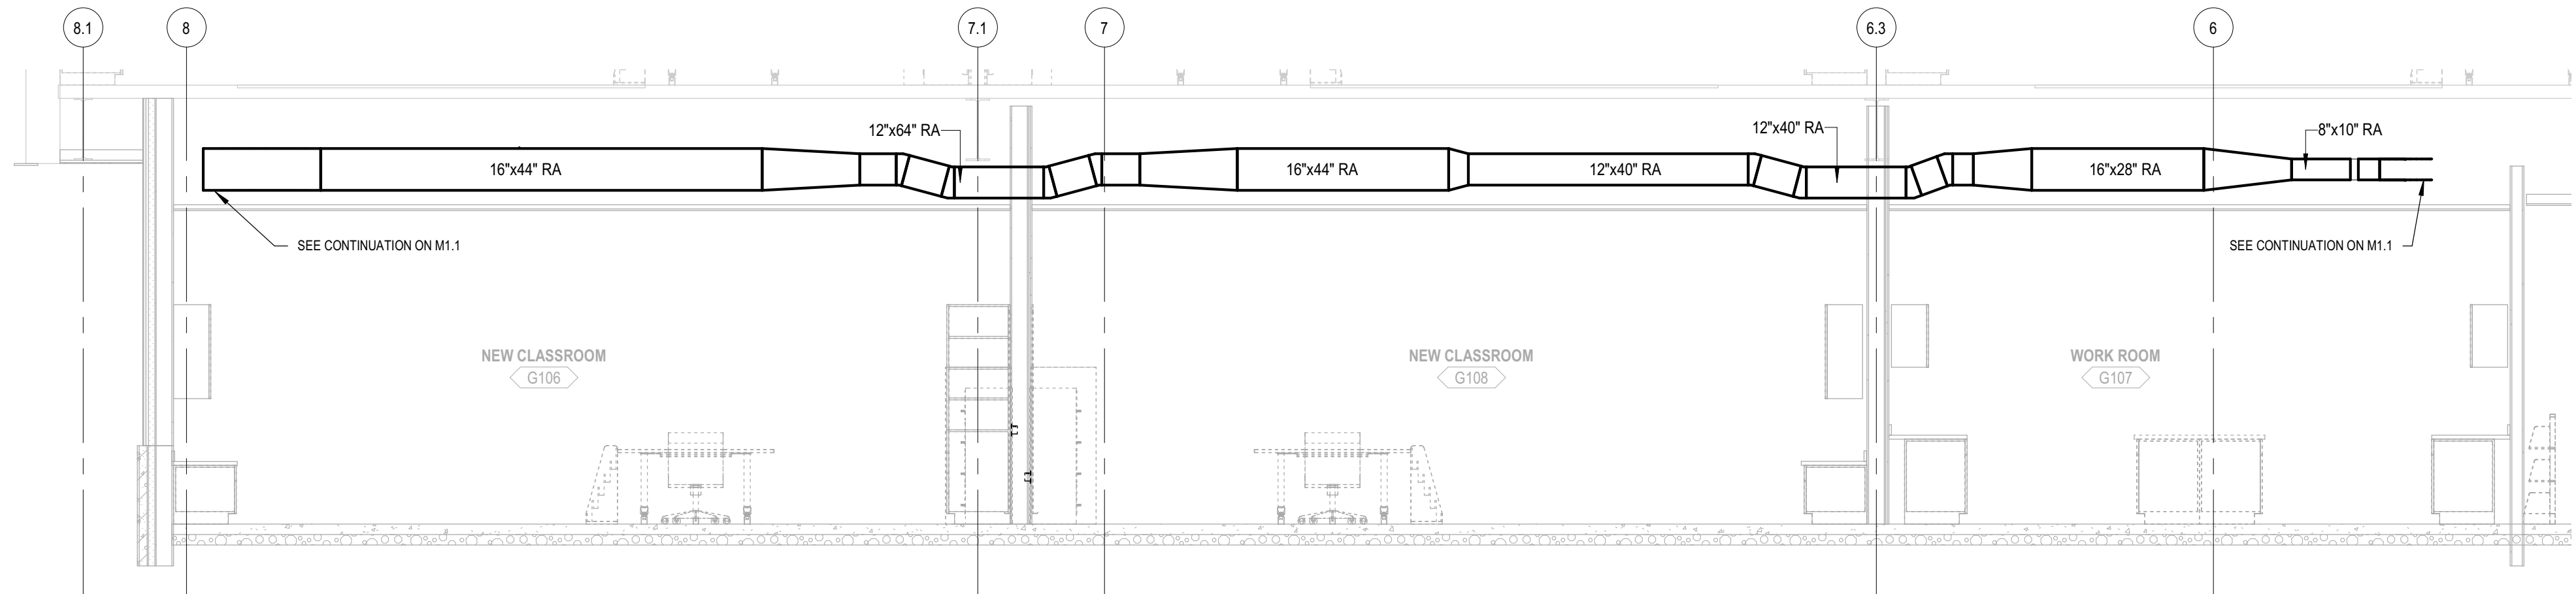 8.1
8
7.1
7
6.3
6
12"x64" RA
12"x40" RA
8"x10" RA
16"x44" RA
16"x44" RA
12"x40" RA
16"x28" RA
SEE CONTINUATION ON M1.1
SEE CONTINUATION ON M1.1
NEW CLASSROOM
G106
NEW CLASSROOM
G108
WORK ROOM
G107